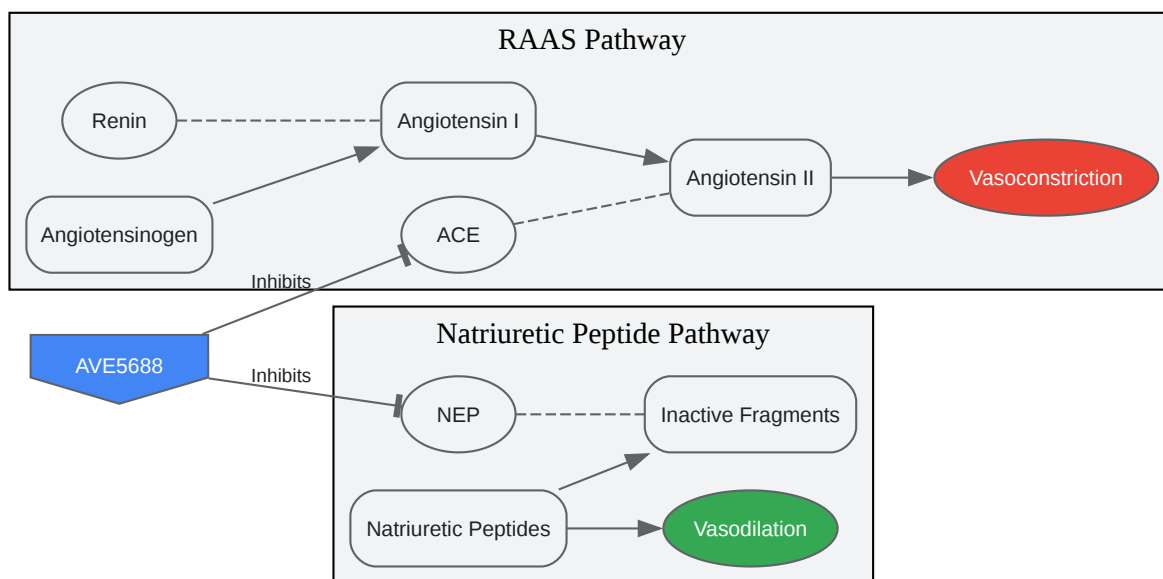 RAAS Pathway
Renin
Angiotensin I
Angiotensin II
Vasoconstriction
Angiotensinogen
ACE
Inhibits
Natriuretic Peptide Pathway
AVE5688
Inhibits
NEP
Inactive Fragments
Natriuretic Peptides
Vasodilation